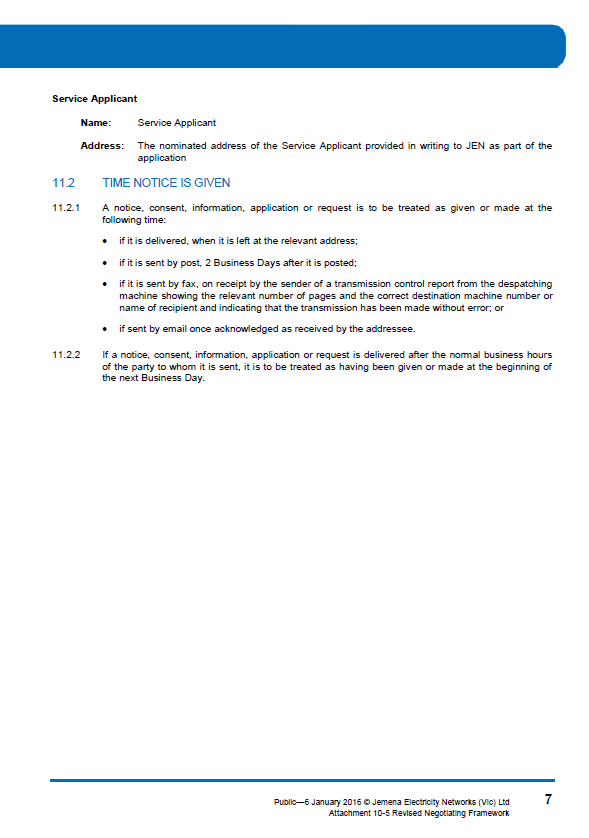 Service Applicant
Name: Service Applicant
Address: The nominated address of the Service Applicant provided in writing to JEN as part of the
application
11.2 TIME NOTICE IS GIVEN
11.2.1 A notice, consent, information, application or request is to be treated as given or made at the
following time:
• if it is delivered, when it is left at the relevant address;
• if it is sent by post, 2 Business Days after it is posted;
• if it is sent by fax, on receipt by the sender of a transmission control report from the despatching
machine showing the relevant number of pages and the correct destination machine number or
name of recipient and indicating that the transmission has been made without error; or
• if sent by email once acknowledged as received by the addressee.
11.2.2 If a notice, consent, information, application or request is delivered after the normal business hours
of the party to whom it is sent, it is to be treated as having been given or made at the beginning of
the next Business Day.
Public—6 January 2016 © Jemena Electricity Networks (Vic) Ltd 7
Attachment 10-5 Revised Negotiating Framework